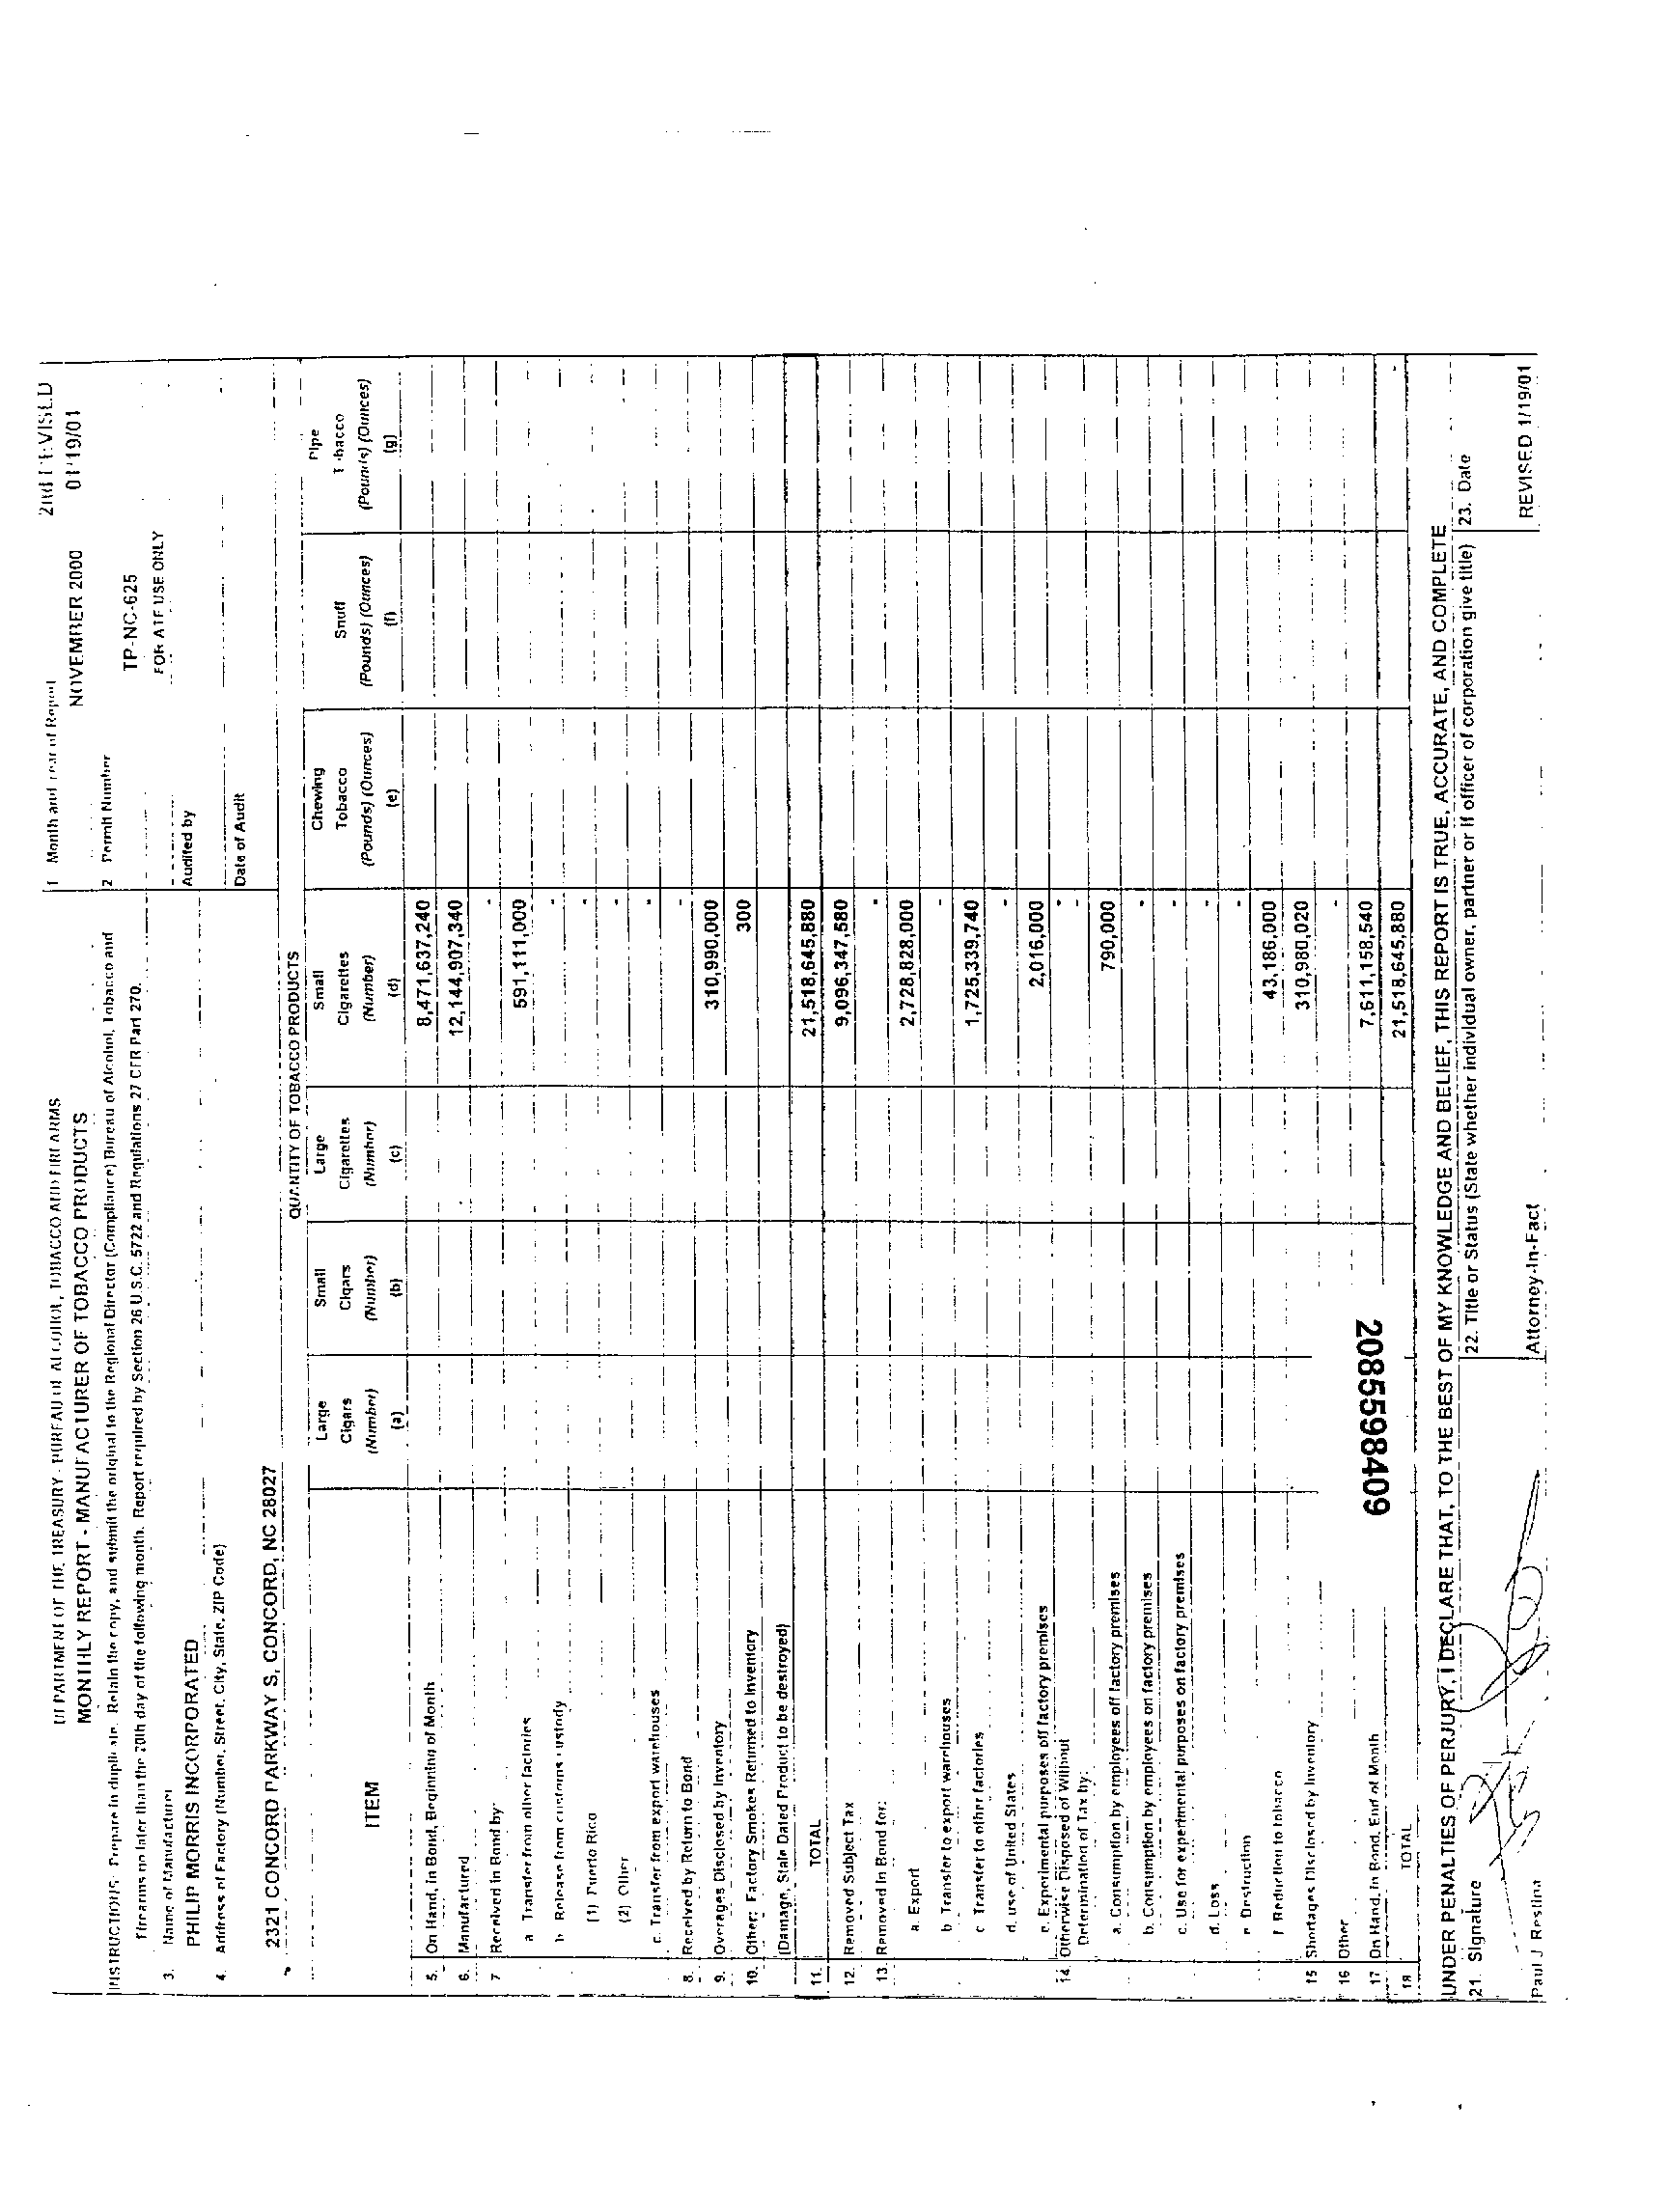 DEPARTMENT OF THE TREASURY - BUREAU OF ALCOHOL, TOBACCO AND FIREARMS
MONTHLY REPORT - MANUFACTURER OF TOBACCO PRODUCTS
1 Month and Year of Report
NOVEMBER 2000
2nd REVISED
01/19/01
INSTRUCTIONS: Prepare in duplicate. Retain the copy, and submit the original to the Regional Director (Compliance) Bureau of Alcohol, Tobacco and
Firearms no later than the 20th day of the following month. Report required by Section 26 U.S.C. 5722 and Regulations 27 CFR Part 270.
2 Permit Number
TP-NC-625
FOR ATF USE ONLY
3. Name of Manufacturer
PHILIP MORRIS INCORPORATED
Audited by
4. Address of Factory (Number, Street, City, State, ZIP Code)
Date of Audit
2321 CONCORD PARKWAY S, CONCORD, NC 28027
QUANTITY OF TOBACCO PRODUCTS
ITEM
Large Cigars (Number) (a)
Small Cigars (Number) (b)
Large Cigarettes (Number) (c)
Small Cigarettes (Number) (d)
Chewing Tobacco (Pounds) (Ounces) (e)
Snuff (Pounds) (Ounces) (f)
Pipe T bacco (Pounds) (Ounces) (g)
5. On Hand, in Bond, Beginning of Month 8,471,637,240
6. Manufactured 12,144,907,340
7 Received in Bond by: -
a Transfer from other factories 591,111,000
b Release from customs custody -
(1) Puerto Rico -
(2) Other -
c. Transfer from export warehouses -
8. Received by Return to Bond -
9. Overages Disclosed by Inventory 310,990,000
10. Other: Factory Smokes Returned to Inventory 300
(Damage, Stale Dated Product to be destroyed)
11. TOTAL 21,518,645,880
12. Removed Subject Tax 9,096,347,580
13. Removed in Bond for: -
a. Export 2,728,828,000
b Transfer to export warehouses -
c Transfer to other factories 1,725,339,740
d. use of United States -
e. Experimental purposes off factory premises 2,016,000
14. Otherwise Disposed of Without -
Determination of Tax by: -
a. Consumption by employees off factory premises 790,000
b. Consumption by employees on factory premises -
c. Use for experimental purposes on factory premises -
d. Loss -
e Destruction -
f Reduction to tobacco 43,186,000
15 Shortages Disclosed by Inventory 310,980,020
16 Other -
17 On Hand, In Bond, End of Month 7,611,158,540
18 TOTAL 21,518,645,880
2085598409
UNDER PENALTIES OF PERJURY, I DECLARE THAT, TO THE BEST OF MY KNOWLEDGE AND BELIEF, THIS REPORT IS TRUE, ACCURATE, AND COMPLETE
21. Signature
22. Title or Status (State whether individual owner, partner or if officer of corporation give title)
23. Date
Paul J Restina
Attorney-In-Fact
REVISED 1/19/01